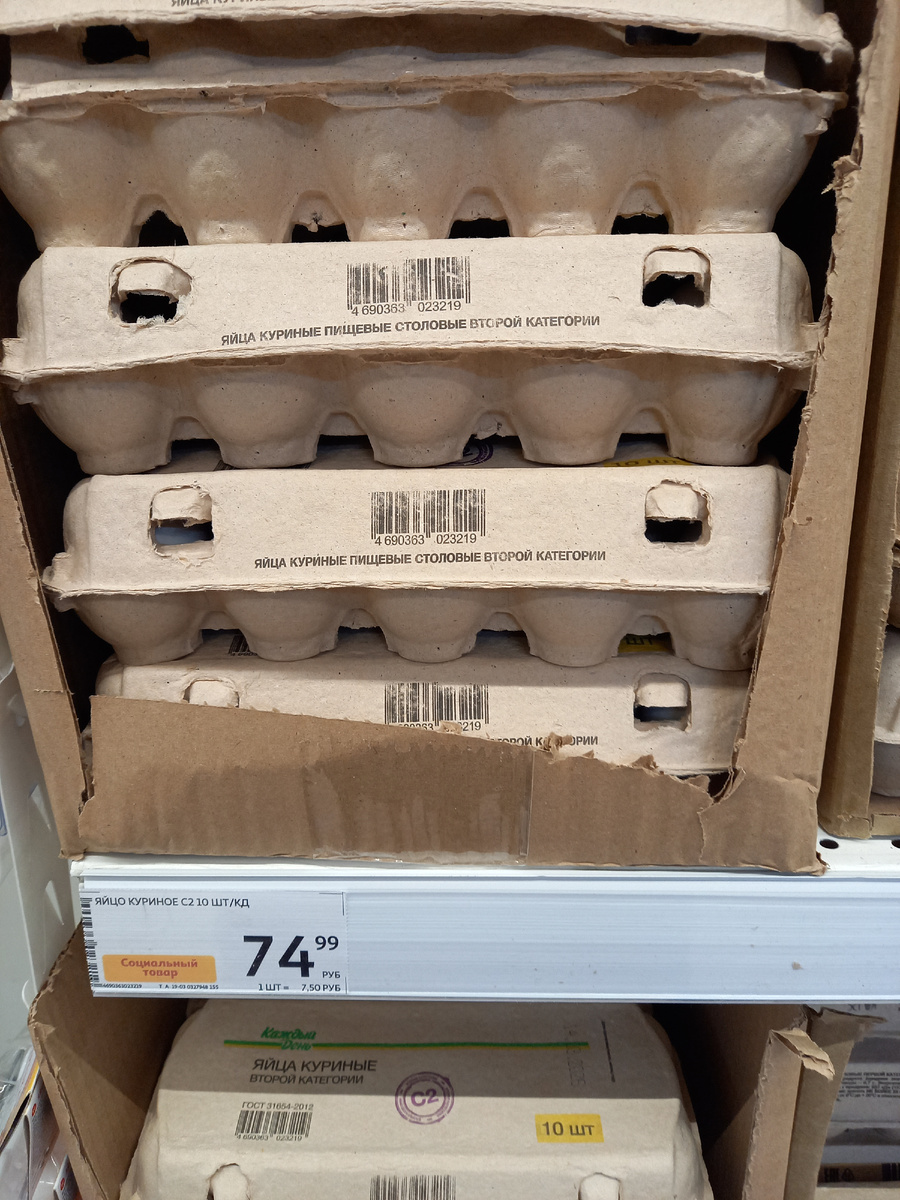 4 690363 023219
ЯЙЦА КУРИНЫЕ ПИЩЕВЫЕ СТОЛОВЫЕ ВТОРОЙ КАТЕГОРИИ
4 690363 023219
ЯЙЦА КУРИНЫЕ ПИЩЕВЫЕ СТОЛОВЫЕ ВТОРОЙ КАТЕГОРИИ
ЯЙЦО КУРИНОЕ С2 10 ШТ/КД
74 99
РУБ
Социальный
товар
1 ШТ = 7,50 РУБ
Каждый
День
ЯЙЦА КУРИНЫЕ
ВТОРОЙ КАТЕГОРИИ
С2
ГОСТ 31654-2012
4 690363 023219
10 шт